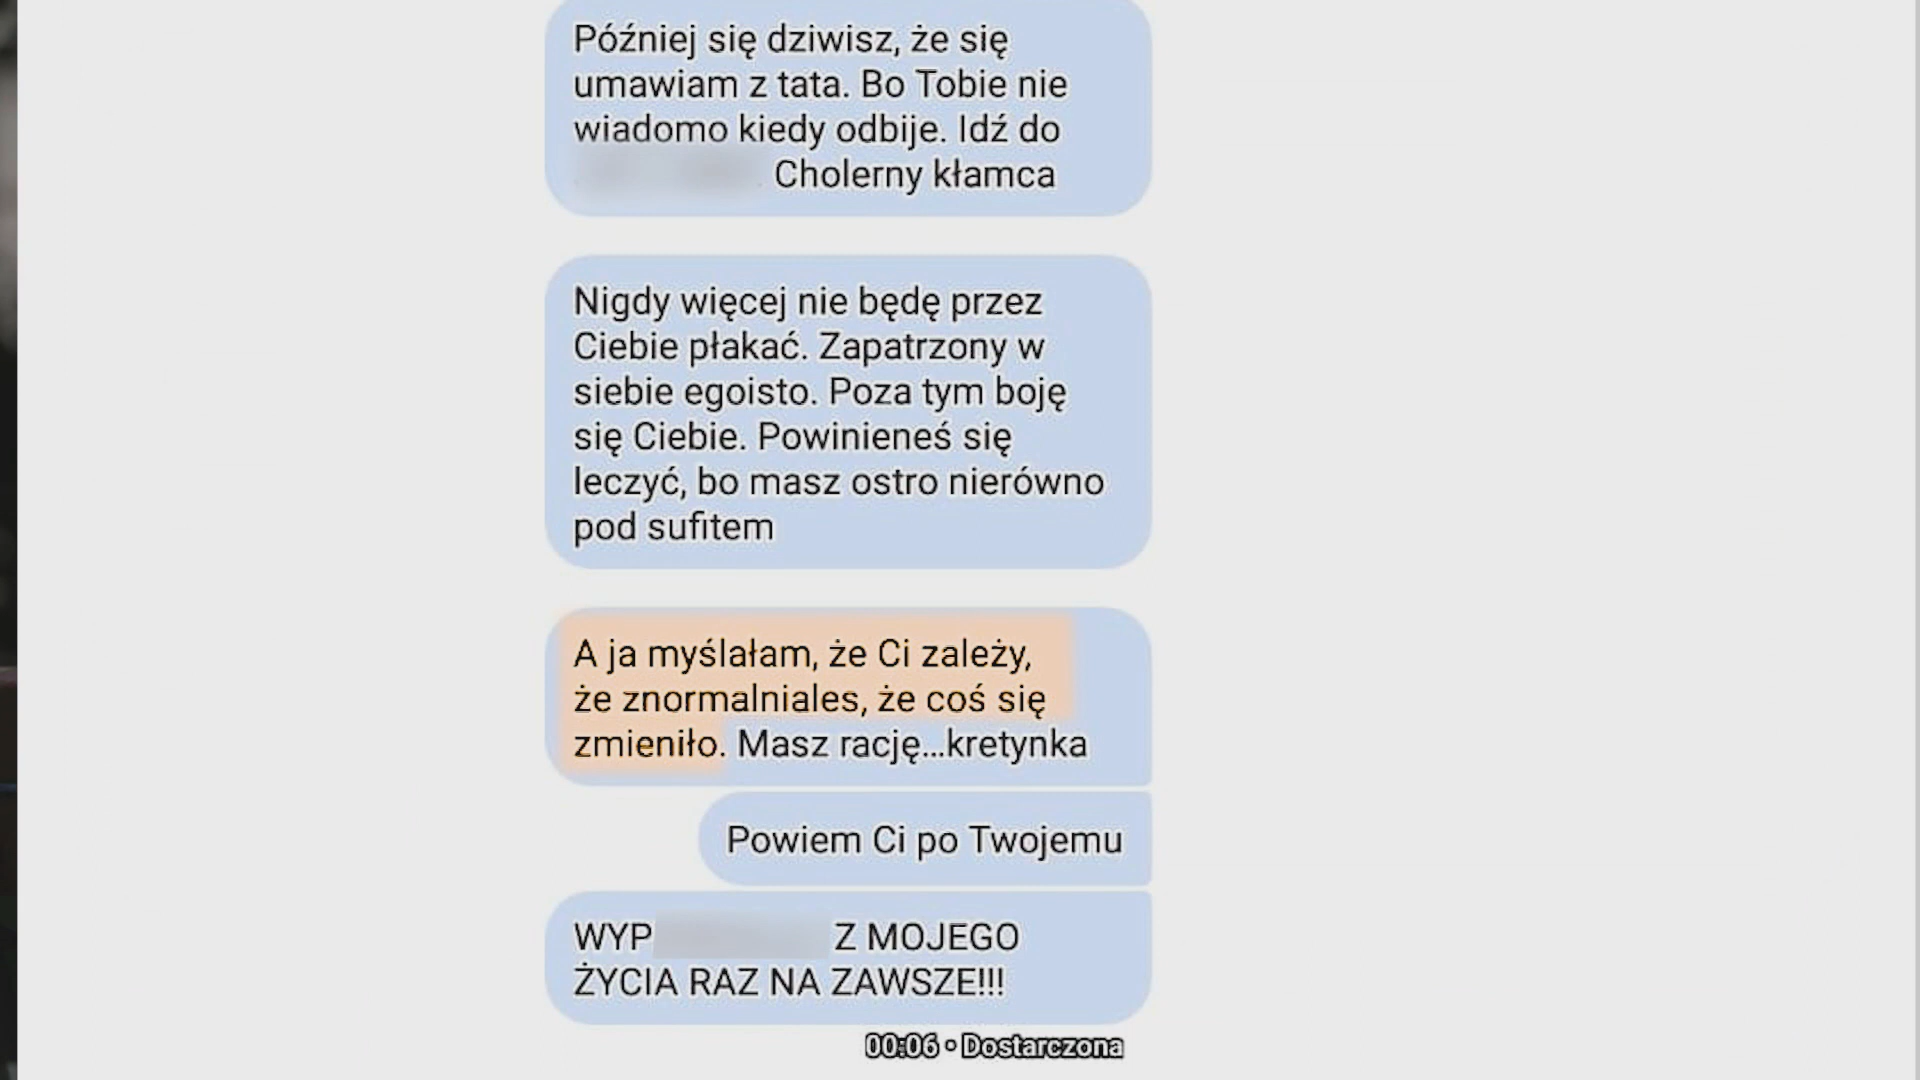 Później się dziwisz, że się
umawiam z tata. Bo Tobie nie
wiadomo kiedy odbije. Idź do
Cholerny kłamca
Nigdy więcej nie będę przez
Ciebie płakać. Zapatrzony w
siebie egoisto. Poza tym boję
się Ciebie. Powinieneś się
leczyć, bo masz ostro nierówno
pod sufitem
A ja myślałam, że Ci zależy,
że znormalniales, że coś się
zmieniło. Masz rację...kretynka
Powiem Ci po Twojemu
WYP Z MOJEGO
ŻYCIA RAZ NA ZAWSZE!!!
00:06 • Dostarczona